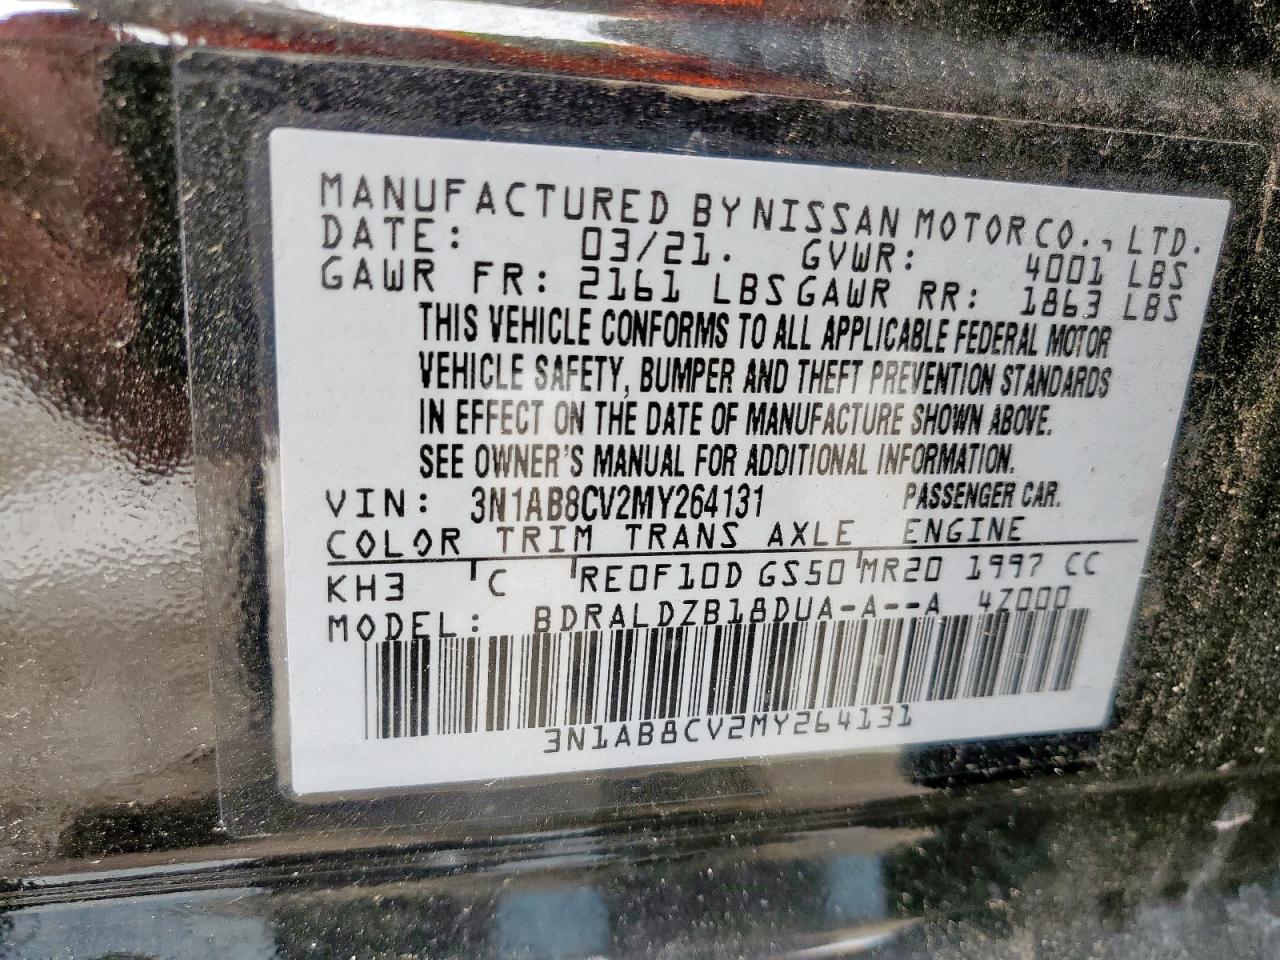 MANUFACTURED BY NISSAN MOTOR CO., LTD.
DATE: 03/21. GVWR: 4001 LBS
GAWR FR: 2161 LBS GAWR RR: 1863 LBS
THIS VEHICLE CONFORMS TO ALL APPLICABLE FEDERAL MOTOR
VEHICLE SAFETY, BUMPER AND THEFT PREVENTION STANDARDS
IN EFFECT ON THE DATE OF MANUFACTURE SHOWN ABOVE.
SEE OWNER'S MANUAL FOR ADDITIONAL INFORMATION.
VIN: 3N1AB8CV2MY264131 PASSENGER CAR.
COLOR TRIM TRANS AXLE ENGINE
KH3 C RE0F10D GS50 MR20 1997 CC
MODEL: BDRALDZB18DUA-A--A 4Z000
3N1AB8CV2MY264131